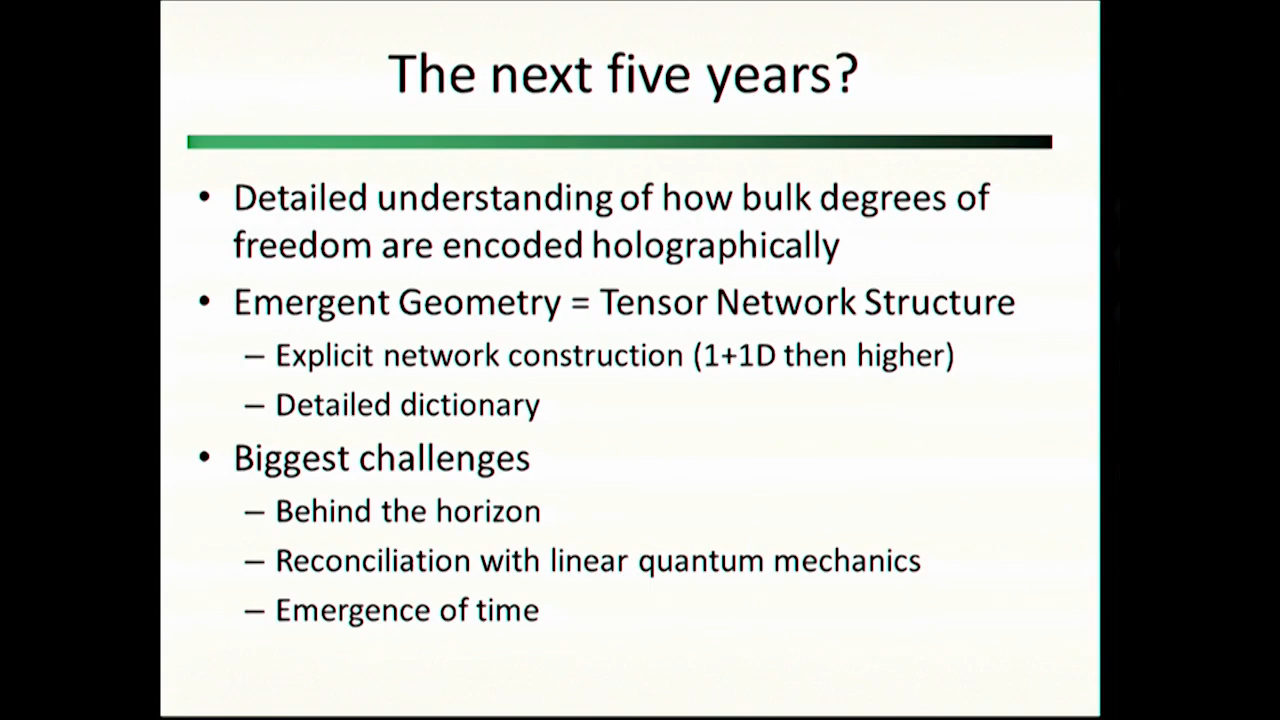 The next five years?
• Detailed understanding of how bulk degrees of
freedom are encoded holographically
• Emergent Geometry = Tensor Network Structure
– Explicit network construction (1+1D then higher)
– Detailed dictionary
• Biggest challenges
– Behind the horizon
– Reconciliation with linear quantum mechanics
– Emergence of time